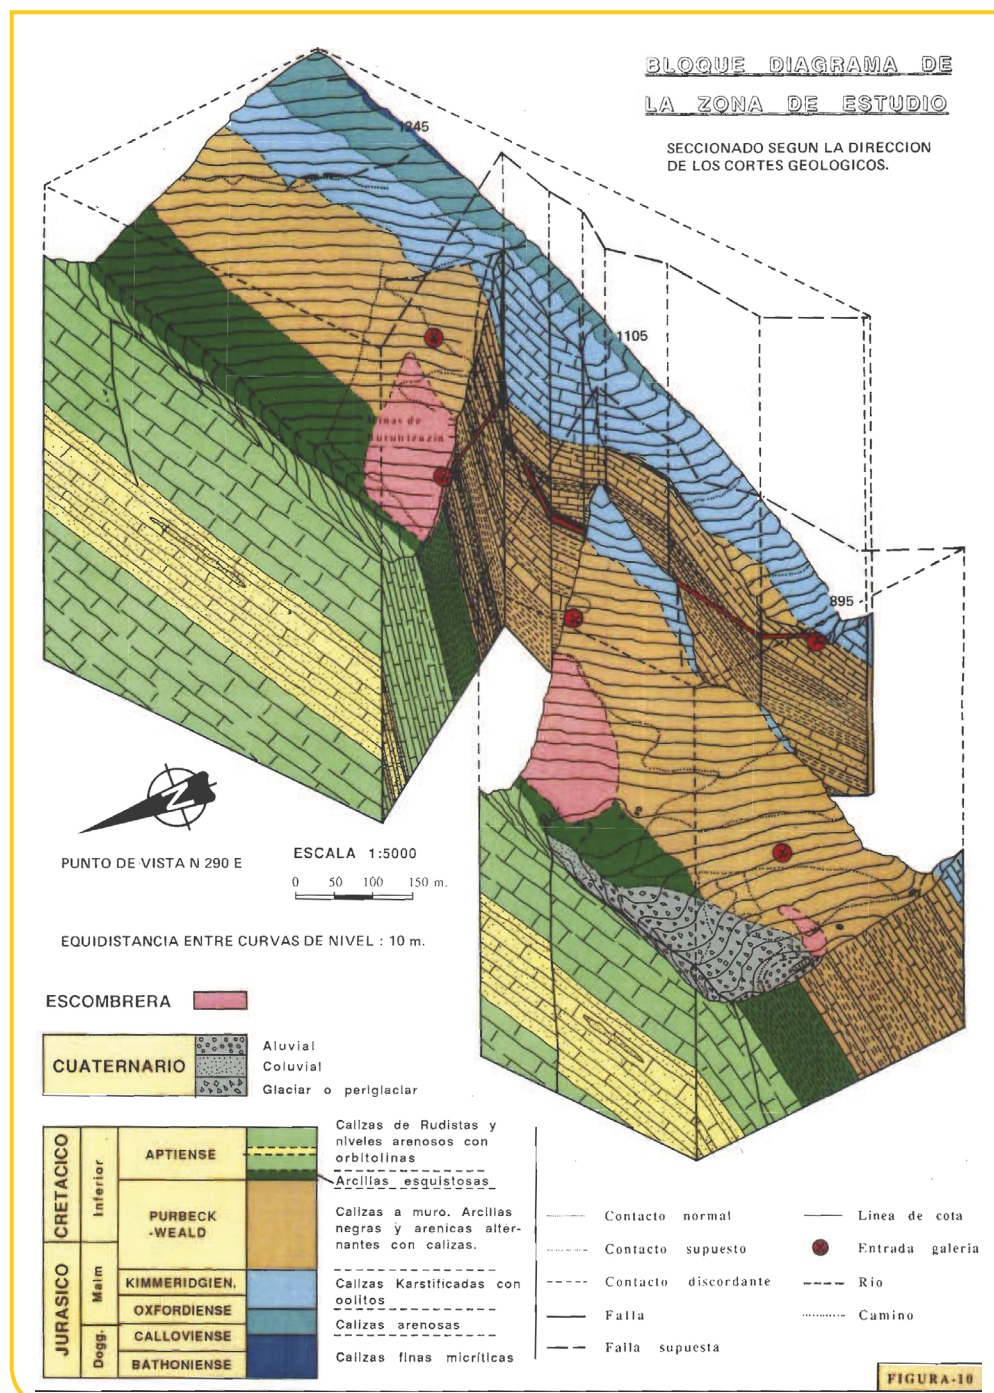 BLOQUE DIAGRAMA DE
LA ZONA DE ESTUDIO
SECCIONADO SEGUN LA DIRECCION
DE LOS CORTES GEOLOGICOS.
1245
1105
Minas de
895
N
PUNTO DE VISTA N 290 E
ESCALA 1:5000
0 50 100 150 m.
EQUIDISTANCIA ENTRE CURVAS DE NIVEL : 10 m.
ESCOMBRERA
CUATERNARIO
Aluvial
Coluvial
Glaciar o periglaciar
CRETACICO
Inferior
APTIENSE
PURBECK
-WEALD
JURASICO
Malm
KIMMERIDGIEN.
OXFORDIENSE
Dogg.
CALLOVIENSE
BATHONIENSE
Calizas de Rudistas y
niveles arenosos con
orbitolinas
Arcillas esquistosas
Calizas a muro. Arcillas
negras y arenicas alter-
nantes con calizas.
Calizas Karstificadas con
oolitos
Calizas arenosas
Calizas finas micríticas
Contacto normal
Contacto supuesto
Contacto discordante
Falla
Falla supuesta
Linea de cota
Entrada galeria
Rio
Camino
FIGURA-10